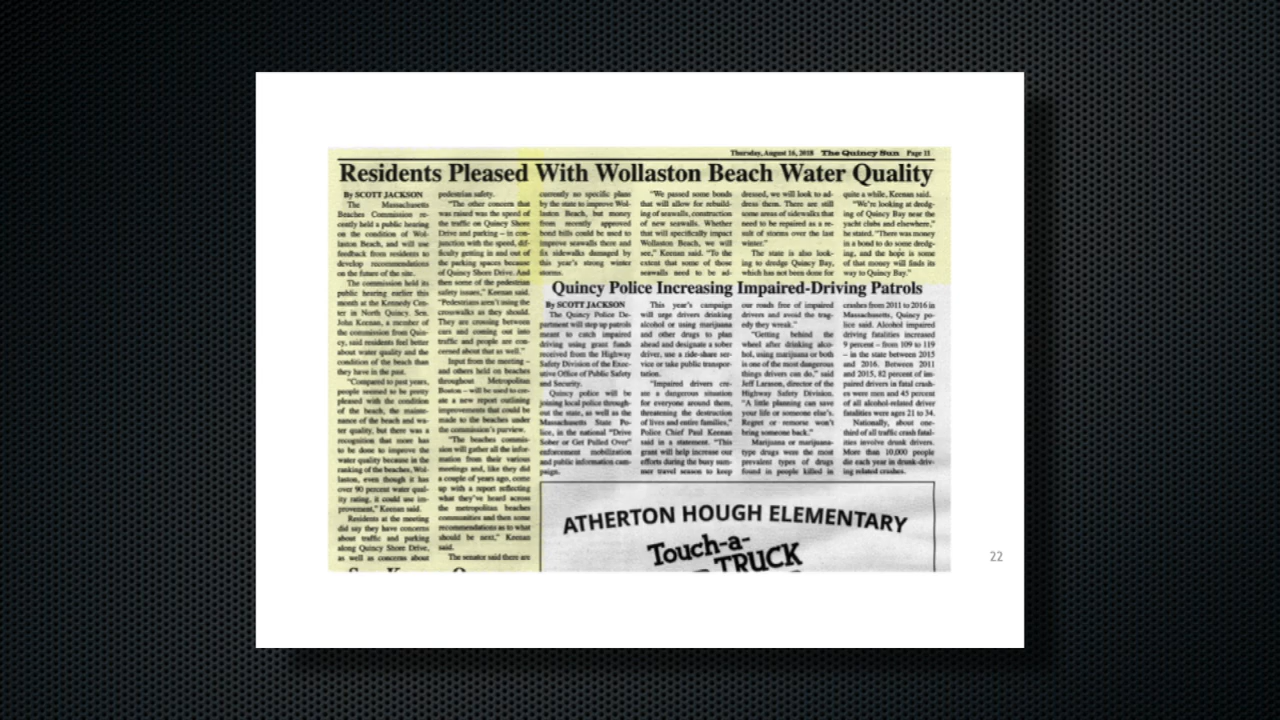 Thursday, August 16, 2018 The Quincy Sun Page 11
Residents Pleased With Wollaston Beach Water Quality
By SCOTT JACKSON
The Massachusetts
Beaches Commission re-
cently held a public hearing
on the condition of Wol-
laston Beach, and will use
feedback from residents to
develop recommendations
on the future of the site.
The commission held its
public hearing earlier this
month at the Kennedy Cen-
ter in North Quincy. Sen.
John Keenan, a member of
the commission from Quin-
cy, said residents feel better
about water quality and the
condition of the beach than
they have in the past.
"Compared to past years,
people seemed to be pretty
pleased with the condition
of the beach, the mainte-
nance of the beach and wa-
ter quality, but there was a
recognition that more has
to be done to improve the
water quality because in the
ranking of the beaches, Wol-
laston, even though it has
over 90 percent water qual-
ity rating, it could use im-
provement," Keenan said.
Residents at the meeting
did say they have concerns
about traffic and parking
along Quincy Shore Drive,
as well as concerns about
pedestrian safety.
"The other concern that
was raised was the speed of
the traffic on Quincy Shore
Drive and parking – in con-
junction with the speed, dif-
ficulty getting in and out of
the parking spaces because
of Quincy Shore Drive. And
then some of the pedestrian
safety issues," Keenan said.
"Pedestrians aren't using the
crosswalks as they should.
They are crossing between
cars and coming out into
traffic and people are con-
cerned about that as well."
Input from the meeting –
and others held on beaches
throughout Metropolitan
Boston – will be used to cre-
ate a new report outlining
improvements that could be
made to the beaches under
the commission's purview.
"The beaches commis-
sion will gather all the infor-
mation from their various
meetings and, like they did
a couple of years ago, come
up with a report reflecting
what they've heard across
the metropolitan beaches
communities and then some
recommendations as to what
should be next," Keenan
said.
The senator said there are
currently no specific plans
by the state to improve Wol-
laston Beach, but money
from recently approved
bond bills could be used to
improve seawalls there and
fix sidewalks damaged by
this year's strong winter
storms.
"We passed some bonds
that will allow for rebuild-
ing of seawalls, construction
of new seawalls. Whether
that will specifically impact
Wollaston Beach, we will
see," Keenan said. "To the
extent that some of those
seawalls need to be ad-
dressed, we will look to ad-
dress them. There are still
some areas of sidewalks that
need to be repaired as a re-
sult of storms over the last
winter."
The state is also look-
ing to dredge Quincy Bay,
which has not been done for
quite a while, Keenan said.
"We're looking at dredg-
ing of Quincy Bay near the
yacht clubs and elsewhere,"
he stated. "There was money
in a bond to do some dredg-
ing, and the hope is some
of that money will finds its
way to Quincy Bay."
Quincy Police Increasing Impaired-Driving Patrols
By SCOTT JACKSON
The Quincy Police De-
partment will step up patrols
meant to catch impaired
driving using grant funds
received from the Highway
Safety Division of the Exec-
utive Office of Public Safety
and Security.
Quincy police will be
joining local police through-
out the state, as well as the
Massachusetts State Po-
lice, in the national "Drive
Sober or Get Pulled Over"
enforcement mobilization
and public information cam-
paign.
This year's campaign
will urge drivers drinking
alcohol or using marijuana
and other drugs to plan
ahead and designate a sober
driver, use a ride-share ser-
vice or take public transpor-
tation.
"Impaired drivers cre-
ate a dangerous situation
for everyone around them,
threatening the destruction
of lives and entire families,"
Police Chief Paul Keenan
said in a statement. "This
grant will help increase our
efforts during the busy sum-
mer travel season to keep
our roads free of impaired
drivers and avoid the trag-
edy they wreak."
"Getting behind the
wheel after drinking alco-
hol, using marijuana or both
is one of the most dangerous
things drivers can do," said
Jeff Larason, director of the
Highway Safety Division.
"A little planning can save
your life or someone else's.
Regret or remorse won't
bring someone back."
Marijuana or marijuana-
type drugs were the most
prevalent types of drugs
found in people killed in
crashes from 2011 to 2016 in
Massachusetts, Quincy po-
lice said. Alcohol impaired
driving fatalities increased
9 percent – from 109 to 119
– in the state between 2015
and 2016. Between 2011
and 2015, 82 percent of im-
paired drivers in fatal crash-
es were men and 45 percent
of all alcohol-related driver
fatalities were ages 21 to 34.
Nationally, about one-
third of all traffic crash fatal-
ities involve drunk drivers.
More than 10,000 people
die each year in drunk-driv-
ing related crashes.
ATHERTON HOUGH ELEMENTARY
Touch-a-
TRUCK
22